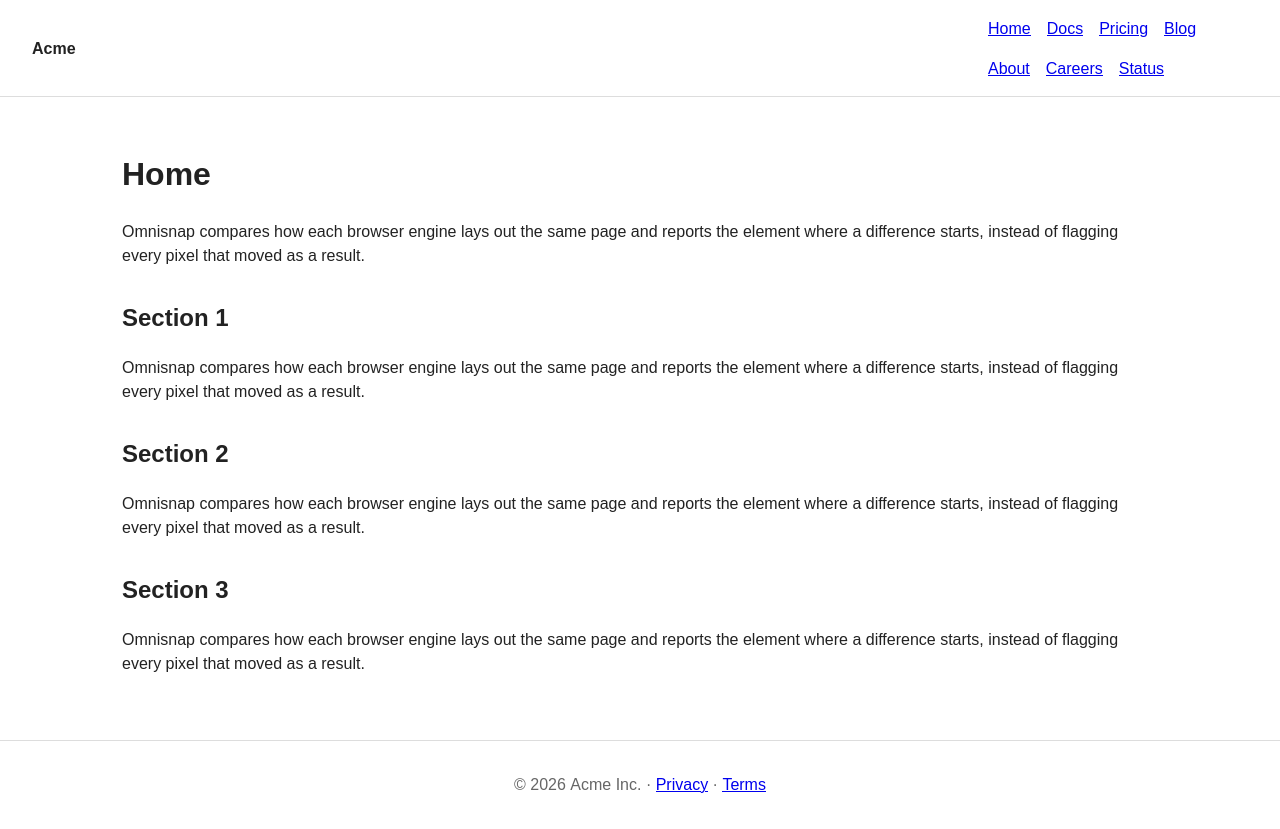 Acme
Home Docs Pricing Blog
About Careers Status
Home
Omnisnap compares how each browser engine lays out the same page and reports the element where a difference starts, instead of flagging
every pixel that moved as a result.
Section 1
Omnisnap compares how each browser engine lays out the same page and reports the element where a difference starts, instead of flagging
every pixel that moved as a result.
Section 2
Omnisnap compares how each browser engine lays out the same page and reports the element where a difference starts, instead of flagging
every pixel that moved as a result.
Section 3
Omnisnap compares how each browser engine lays out the same page and reports the element where a difference starts, instead of flagging
every pixel that moved as a result.
© 2026 Acme Inc. · Privacy · Terms